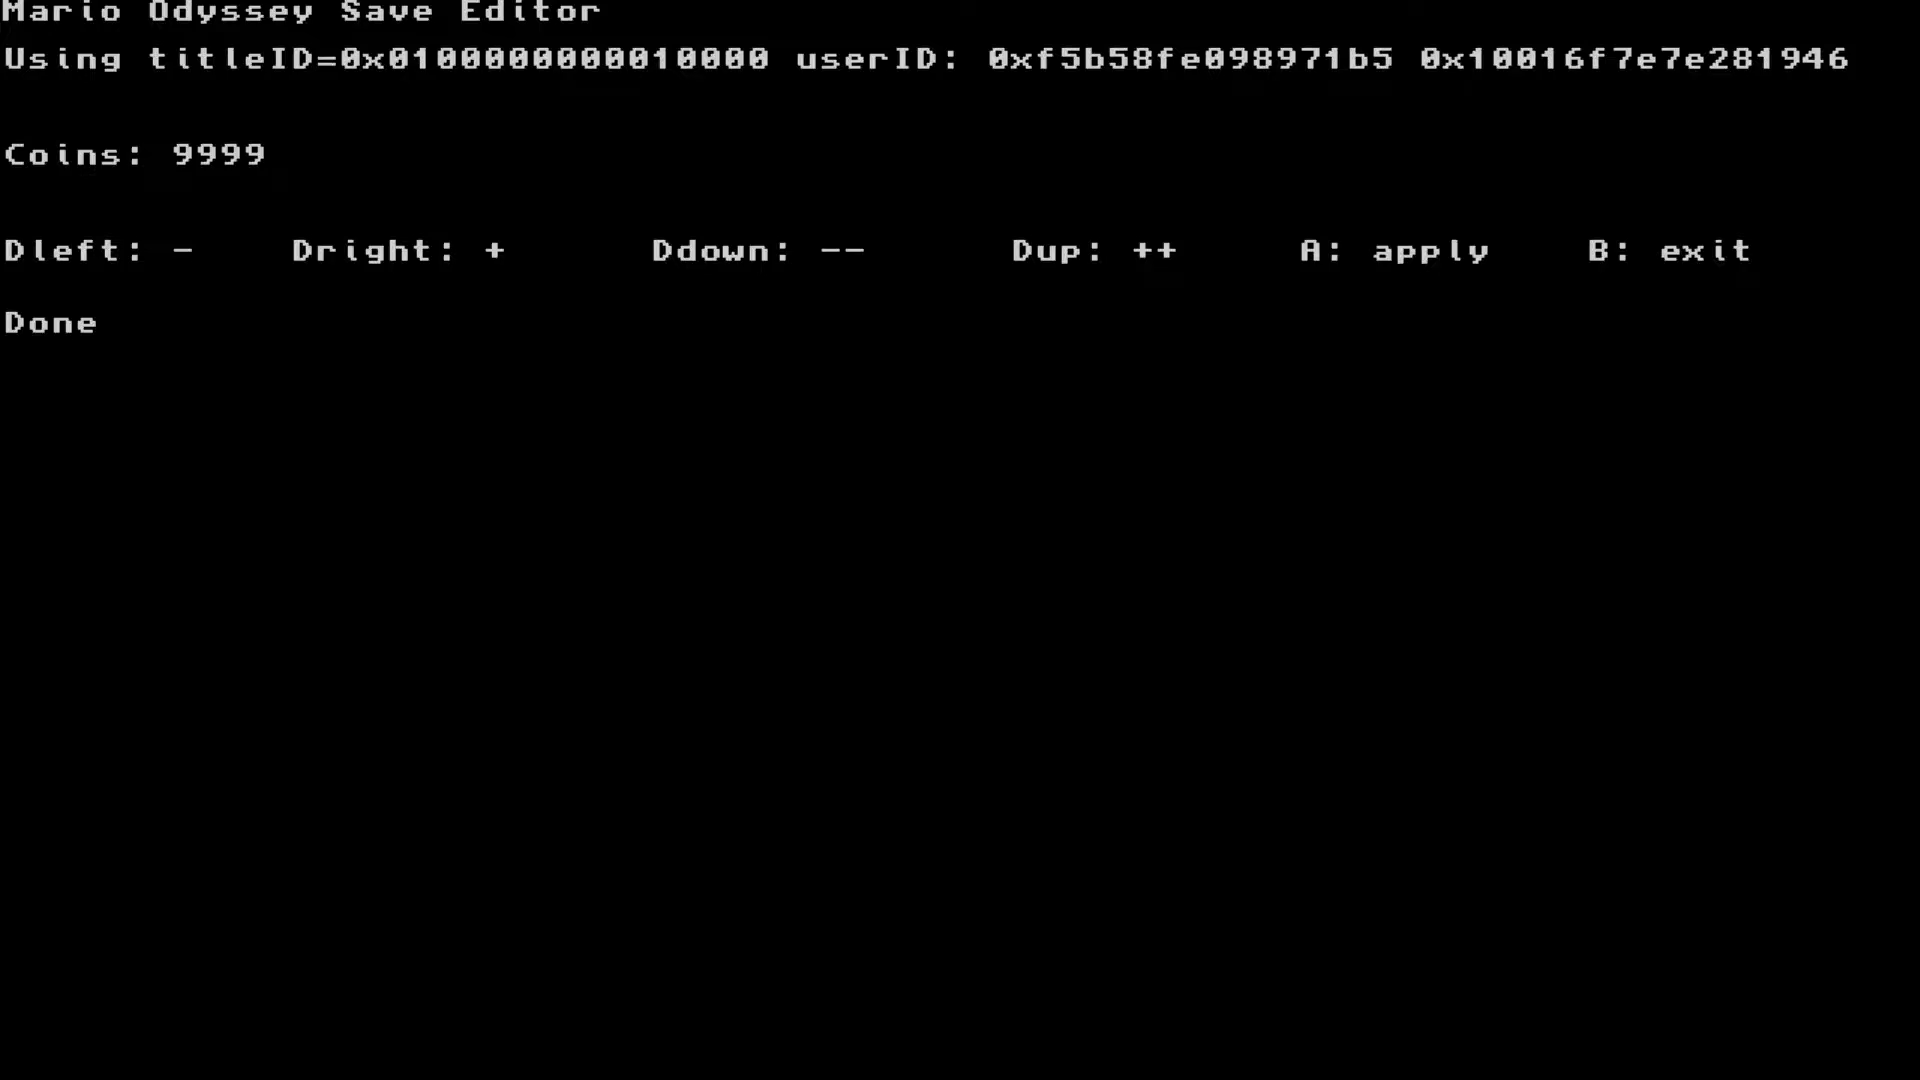 Mario Odyssey Save Editor
Using titleID=0x0100000000010000 userID: 0xf5b58fe098971b5 0x10016f7e7e281946
Coins: 9999
Dleft: - Dright: + Ddown: -- Dup: ++ A: apply B: exit
Done